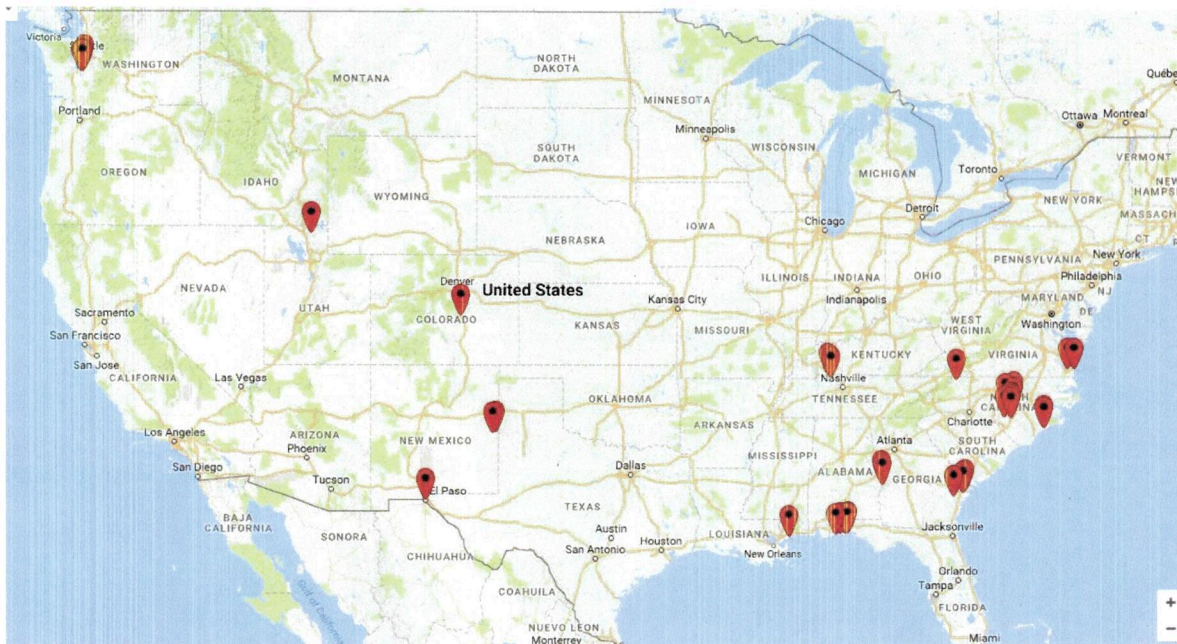 Victoria
WASHINGTON
MONTANA
NORTH
DAKOTA
MINNESOTA
Minneapolis
Ottawa
Montreal
Portland
OREGON
IDAHO
WYOMING
SOUTH
DAKOTA
WISCONSIN
MICHIGAN
Toronto
VERMONT
NEW YORK
Detroit
Chicago
IOWA
NEBRASKA
NEVADA
UTAH
Denver
COLORADO
United States
KANSAS
Kansas City
MISSOURI
ILLINOIS
INDIANA
Indianapolis
OHIO
PENNSYLVANIA
CT
New York
Philadelphia
NJ
MARYLAND
DE
Washington
WEST
VIRGINIA
VIRGINIA
KENTUCKY
Nashville
TENNESSEE
Sacramento
San Francisco
San Jose
CALIFORNIA
Las Vegas
Los Angeles
San Diego
ARIZONA
Phoenix
Tucson
NEW MEXICO
El Paso
OKLAHOMA
ARKANSAS
Charlotte
SOUTH
CAROLINA
Atlanta
MISSISSIPPI
ALABAMA
GEORGIA
Dallas
TEXAS
Austin
San Antonio
Houston
LOUISIANA
New Orleans
Jacksonville
Orlando
Tampa
FLORIDA
Miami
BAJA
CALIFORNIA
SONORA
CHIHUAHUA
COAHUILA
NUEVO LEON
Monterrey
Gulf of California
+
−